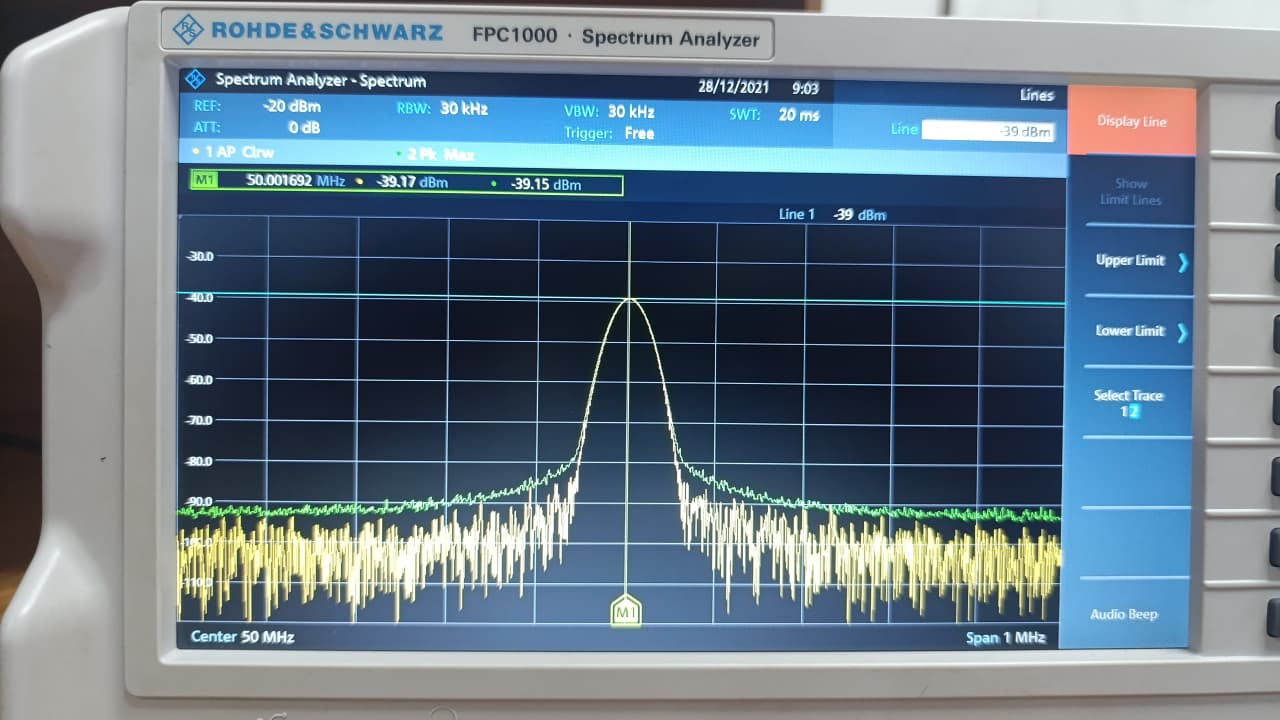 ROHDE&SCHWARZ FPC1000 · Spectrum Analyzer
Spectrum Analyzer - Spectrum 28/12/2021 9:03 Lines
REF: -20 dBm RBW: 30 kHz VBW: 30 kHz SWT: 20 ms
ATT: 0 dB Trigger: Free Line -39 dBm
1 AP Clrw 2 Pk Max
M1 50.001692 MHz -39.17 dBm -39.15 dBm
Line 1 -39 dBm
-30.0
-40.0
-50.0
-60.0
-70.0
-80.0
-90.0
-110.0
M1
Center 50 MHz Span 1 MHz
Display Line
Show
Limit Lines
Upper Limit
Lower Limit
Select Trace
1 2
Audio Beep